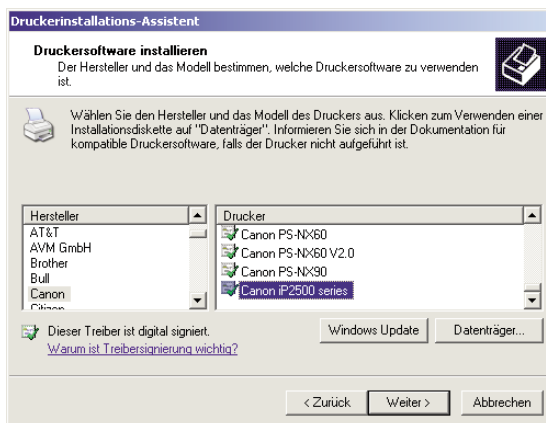 Druckerinstallations-Assistent
Druckersoftware installieren
Der Hersteller und das Modell bestimmen, welche Druckersoftware zu verwenden
ist.
Wählen Sie den Hersteller und das Modell des Druckers aus. Klicken zum Verwenden einer
Installationsdiskette auf "Datenträger". Informieren Sie sich in der Dokumentation für
kompatible Druckersoftware, falls der Drucker nicht aufgeführt ist.
Hersteller
AT&T
AVM GmbH
Brother
Bull
Canon
Citizen
Drucker
Canon PS-NX60
Canon PS-NX60 V2.0
Canon PS-NX90
Canon iP2500 series
Dieser Treiber ist digital signiert.
Warum ist Treibersignierung wichtig?
Windows Update
Datenträger...
< Zurück
Weiter >
Abbrechen